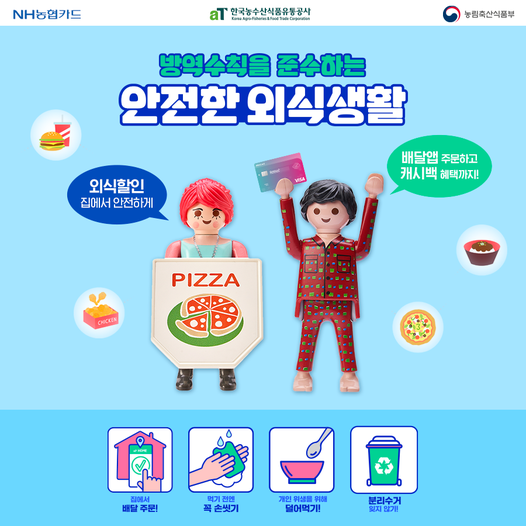 NH농협카드
aT 한국농수산식품유통공사
Korea Agro-Fisheries & Food Trade Corporation
농림축산식품부
방역수칙을 준수하는
안전한 외식생활
외식할인
집에서 안전하게
배달앱 주문하고
캐시백 혜택까지!
VISA
PIZZA
CHICKEN
집에서
배달 주문!
먹기 전엔
꼭 손씻기
개인 위생을 위해
덜어먹기!
분리수거
잊지 않기!